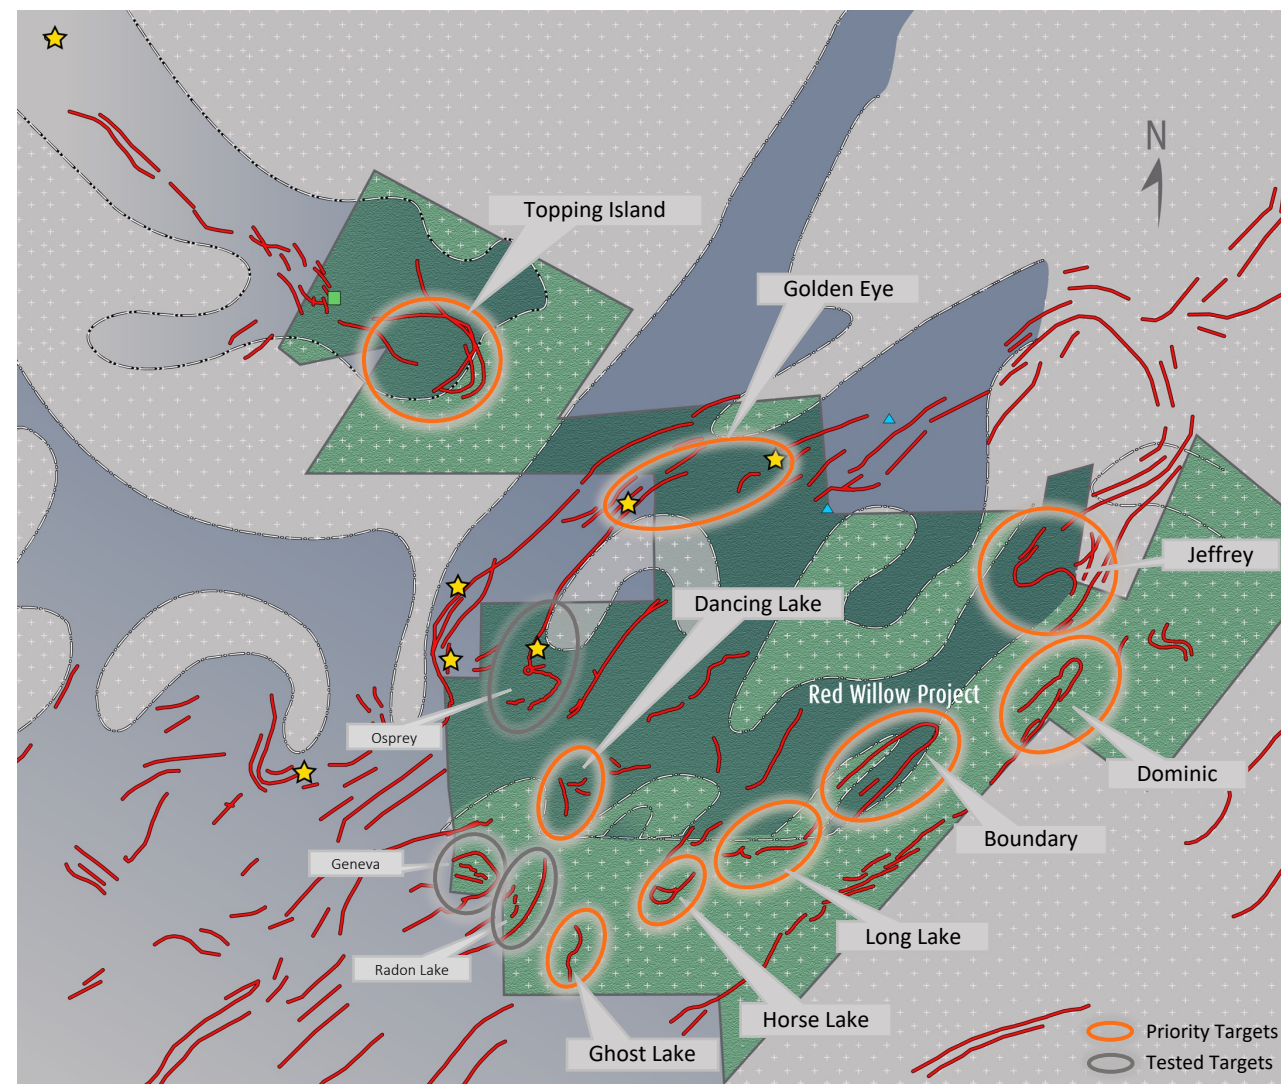 N
Topping Island
Golden Eye
Jeffrey
Dancing Lake
Red Willow Project
Osprey
Dominic
Boundary
Geneva
Long Lake
Radon Lake
Horse Lake
Ghost Lake
Priority Targets
Tested Targets